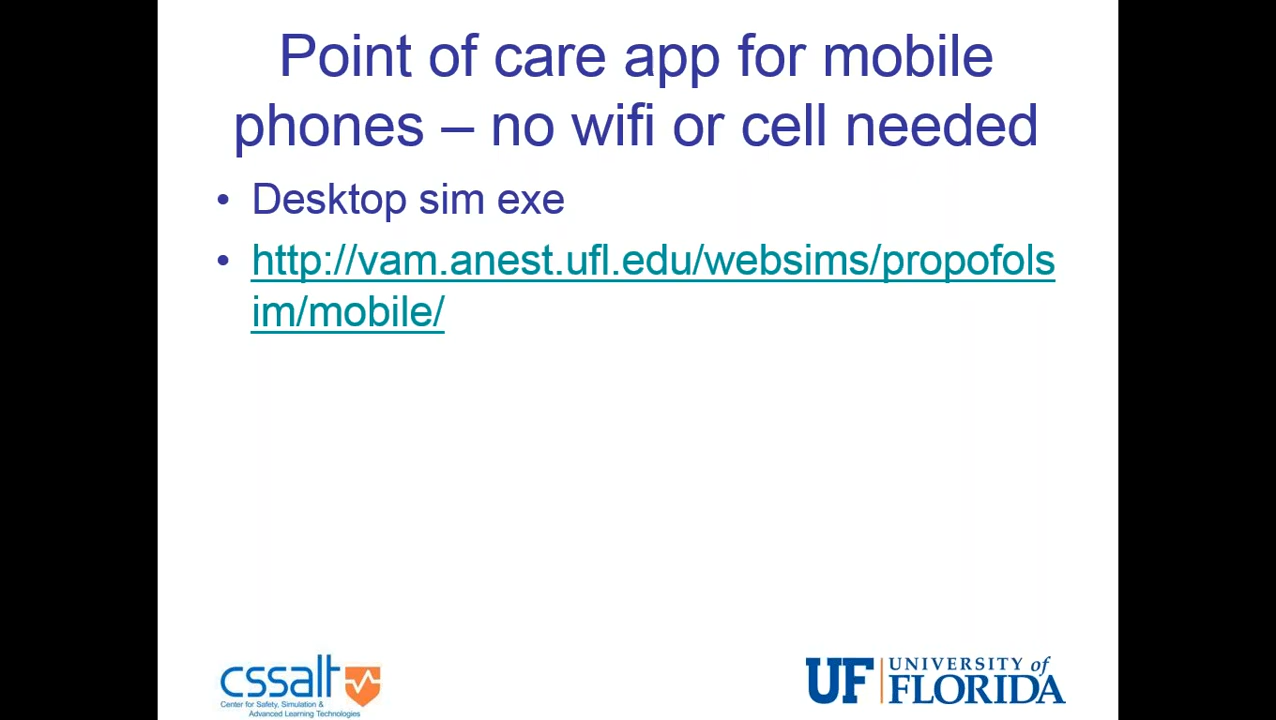 Point of care app for mobile
phones – no wifi or cell needed
• Desktop sim exe
• http://vam.anest.ufl.edu/websims/propofols
im/mobile/
cssalt
Center for Safety, Simulation &
Advanced Learning Technologies
UF UNIVERSITY of
FLORIDA